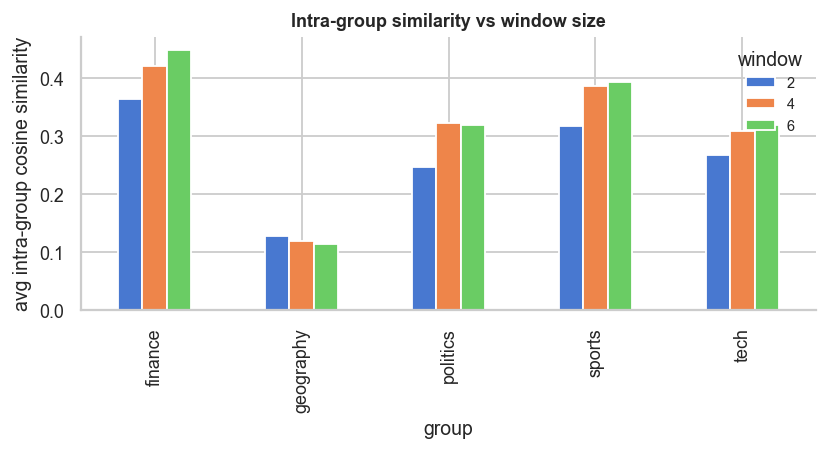 Intra-group similarity vs window size
avg intra-group cosine similarity
0.4
0.3
0.2
0.1
0.0
window
2
4
6
finance
geography
politics
sports
tech
group